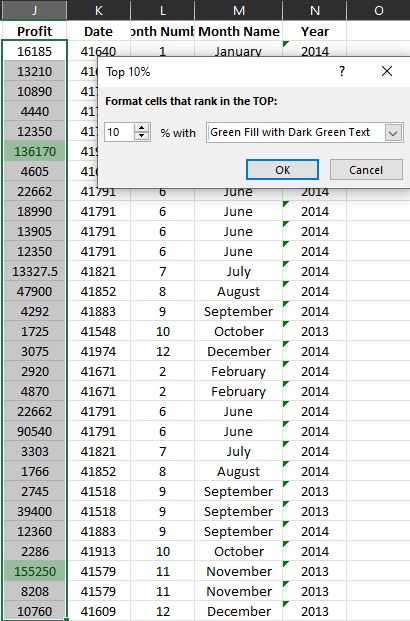 J K L M N O
Profit Date onth Numb Month Name Year
16185 41640 1 January 2014
13210
Top 10% ?
10890
Format cells that rank in the TOP:
4440
12350
10 % with Green Fill with Dark Green Text
136170
4605
OK Cancel
22662 41791 6 June 2014
18990 41791 6 June 2014
13905 41791 6 June 2014
12350 41791 6 June 2014
13327.5 41821 7 July 2014
47900 41852 8 August 2014
4292 41883 9 September 2014
1725 41548 10 October 2013
3075 41974 12 December 2014
2920 41671 2 February 2014
4870 41671 2 February 2014
22662 41791 6 June 2014
90540 41791 6 June 2014
3303 41821 7 July 2014
1766 41852 8 August 2014
2745 41518 9 September 2013
39400 41518 9 September 2013
12360 41883 9 September 2014
2286 41913 10 October 2014
155250 41579 11 November 2013
8208 41579 11 November 2013
10760 41609 12 December 2013